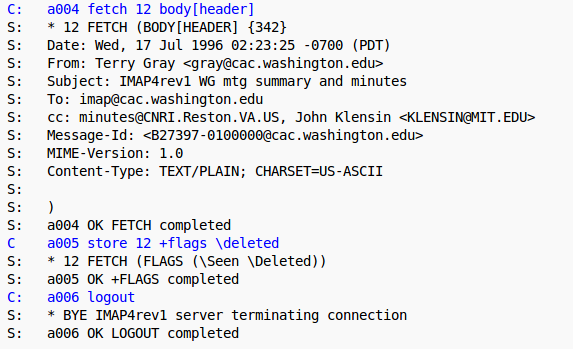 C:   a004 fetch 12 body[header]
S:   * 12 FETCH (BODY[HEADER] {342}
S:   Date: Wed, 17 Jul 1996 02:23:25 -0700 (PDT)
S:   From: Terry Gray <gray@cac.washington.edu>
S:   Subject: IMAP4rev1 WG mtg summary and minutes
S:   To: imap@cac.washington.edu
S:   cc: minutes@CNRI.Reston.VA.US, John Klensin <KLENSIN@MIT.EDU>
S:   Message-Id: <B27397-0100000@cac.washington.edu>
S:   MIME-Version: 1.0
S:   Content-Type: TEXT/PLAIN; CHARSET=US-ASCII
S:
S:   )
S:   a004 OK FETCH completed
C    a005 store 12 +flags \deleted
S:   * 12 FETCH (FLAGS (\Seen \Deleted))
S:   a005 OK +FLAGS completed
C:   a006 logout
S:   * BYE IMAP4rev1 server terminating connection
S:   a006 OK LOGOUT completed